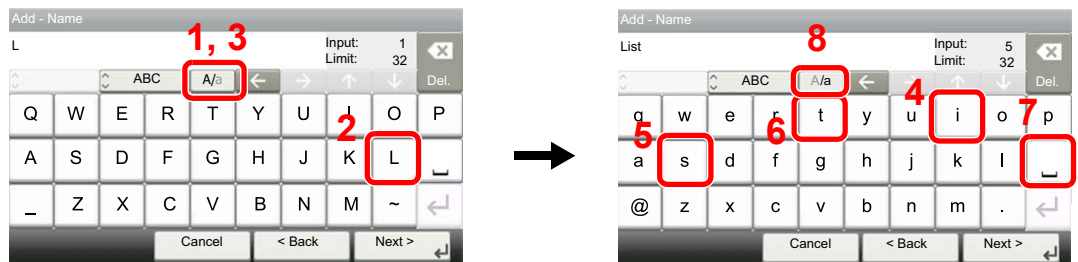 Add - Name
L
Input: 1
Limit: 32
1, 3
ABC
A/a
Del.
Q W E R T Y U I O P
2
A S D F G H J K L
_ Z X C V B N M ~
Cancel < Back Next >
Add - Name
List
8
Input: 5
Limit: 32
ABC
A/a
Del.
4
7
q w e r t y u i o p
5
6
a s d f g h j k l
@ z x c v b n m .
Cancel < Back Next >